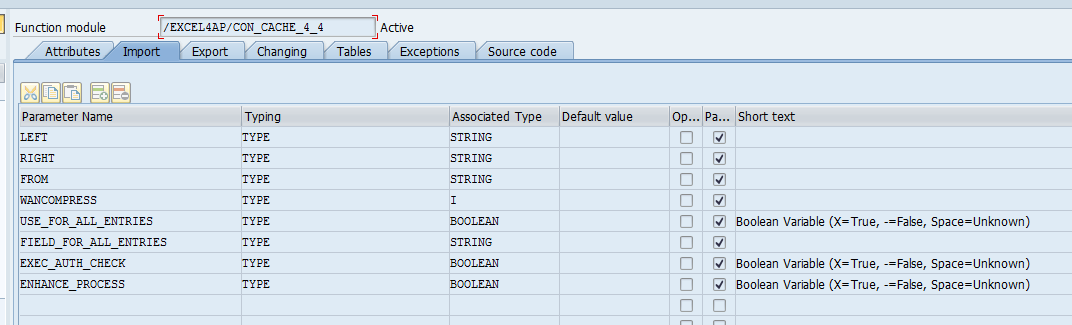 Function module /EXCEL4AP/CON_CACHE_4_4 Active
Attributes Import Export Changing Tables Exceptions Source code
Parameter Name Typing Associated Type Default value Op... Pa... Short text
LEFT TYPE STRING
RIGHT TYPE STRING
FROM TYPE STRING
WANCOMPRESS TYPE I
USE_FOR_ALL_ENTRIES TYPE BOOLEAN Boolean Variable (X=True, -=False, Space=Unknown)
FIELD_FOR_ALL_ENTRIES TYPE STRING
EXEC_AUTH_CHECK TYPE BOOLEAN Boolean Variable (X=True, -=False, Space=Unknown)
ENHANCE_PROCESS TYPE BOOLEAN Boolean Variable (X=True, -=False, Space=Unknown)